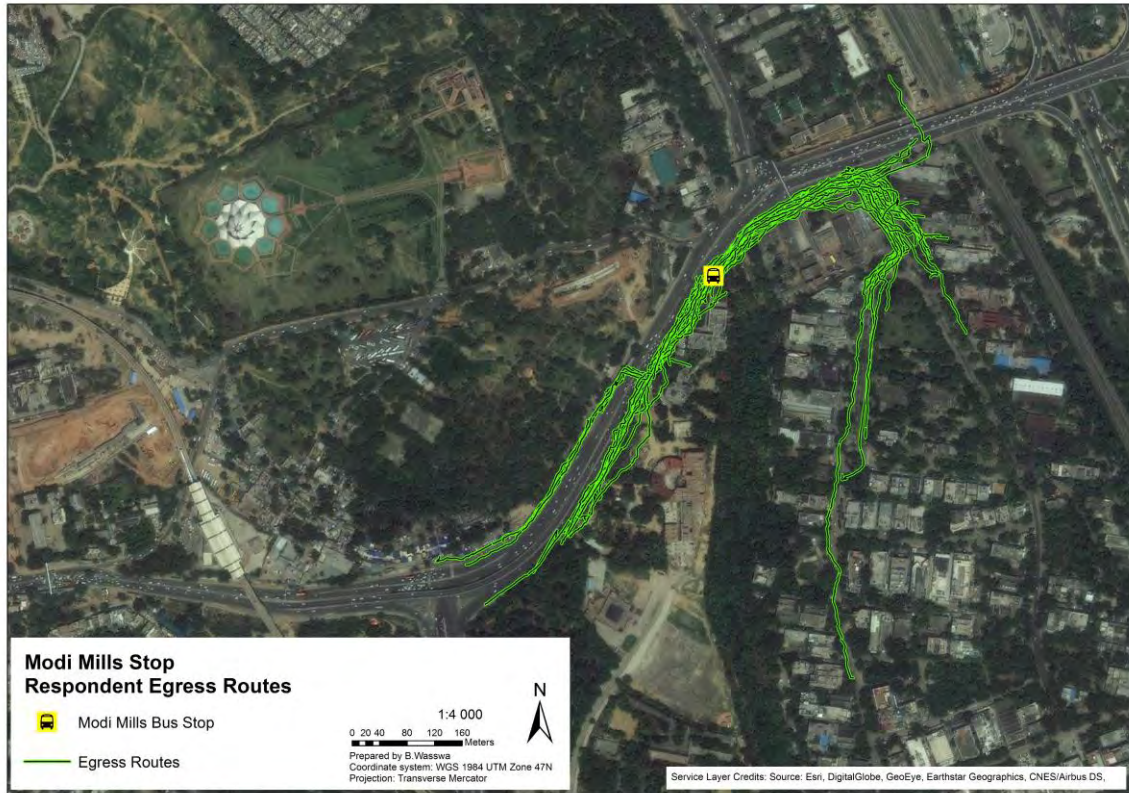 Modi Mills Stop
Respondent Egress Routes
Modi Mills Bus Stop
Egress Routes
N
1:4 000
0 20 40 80 120 160
Meters
Prepared by B.Wasswa
Coordinate system: WGS 1984 UTM Zone 47N
Projection: Transverse Mercator
Service Layer Credits: Source: Esri, DigitalGlobe, GeoEye, Earthstar Geographics, CNES/Airbus DS,